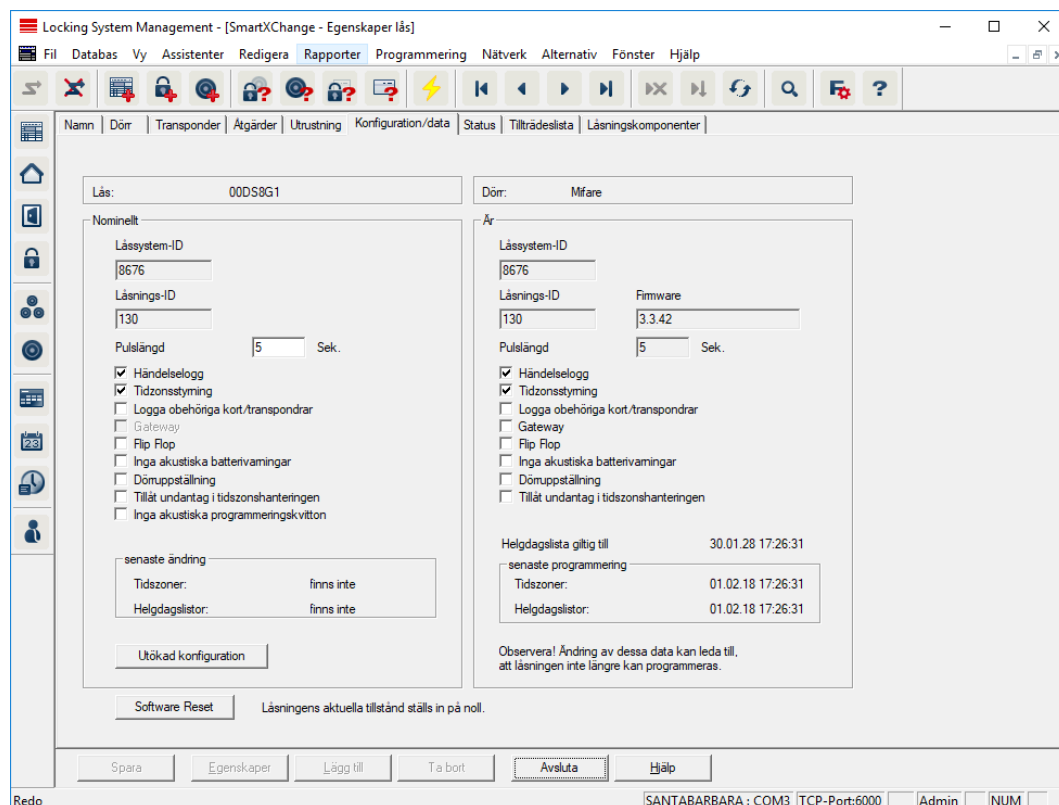 Locking System Management - [SmartXChange - Egenskaper lås]
Fil Databas Vy Assistenter Redigera Rapporter Programmering Nätverk Alternativ Fönster Hjälp
Namn Dörr Transponder Åtgärder Utrustning Konfiguration/data Status Tillträdeslista Låsningskomponenter
Lås: 00DS8G1
Dörr: Mifare
Nominellt
Låssystem-ID
8676
Låsnings-ID
130
Pulslängd 5 Sek.
Händelselogg
Tidzonsstyrning
Logga obehöriga kort/transpondrar
Gateway
Flip Flop
Inga akustiska batterivarningar
Dörruppställning
Tillåt undantag i tidszonshanteringen
Inga akustiska programmeringskvitton
senaste ändring
Tidszoner: finns inte
Helgdagslistor: finns inte
Utökad konfiguration
Är
Låssystem-ID
8676
Låsnings-ID Firmware
130 3.3.42
Pulslängd 5 Sek.
Händelselogg
Tidzonsstyrning
Logga obehöriga kort/transpondrar
Gateway
Flip Flop
Inga akustiska batterivarningar
Dörruppställning
Tillåt undantag i tidszonshanteringen
Helgdagslista giltig till 30.01.28 17:26:31
senaste programmering
Tidszoner: 01.02.18 17:26:31
Helgdagslistor: 01.02.18 17:26:31
Observera! Ändring av dessa data kan leda till,
att låsningen inte längre kan programmeras.
Software Reset Låsningens aktuella tillstånd ställs in på noll.
Spara Egenskaper Lägg till Ta bort Avsluta Hjälp
Redo SANTABARBARA : COM3 TCP-Port:6000 Admin NUM